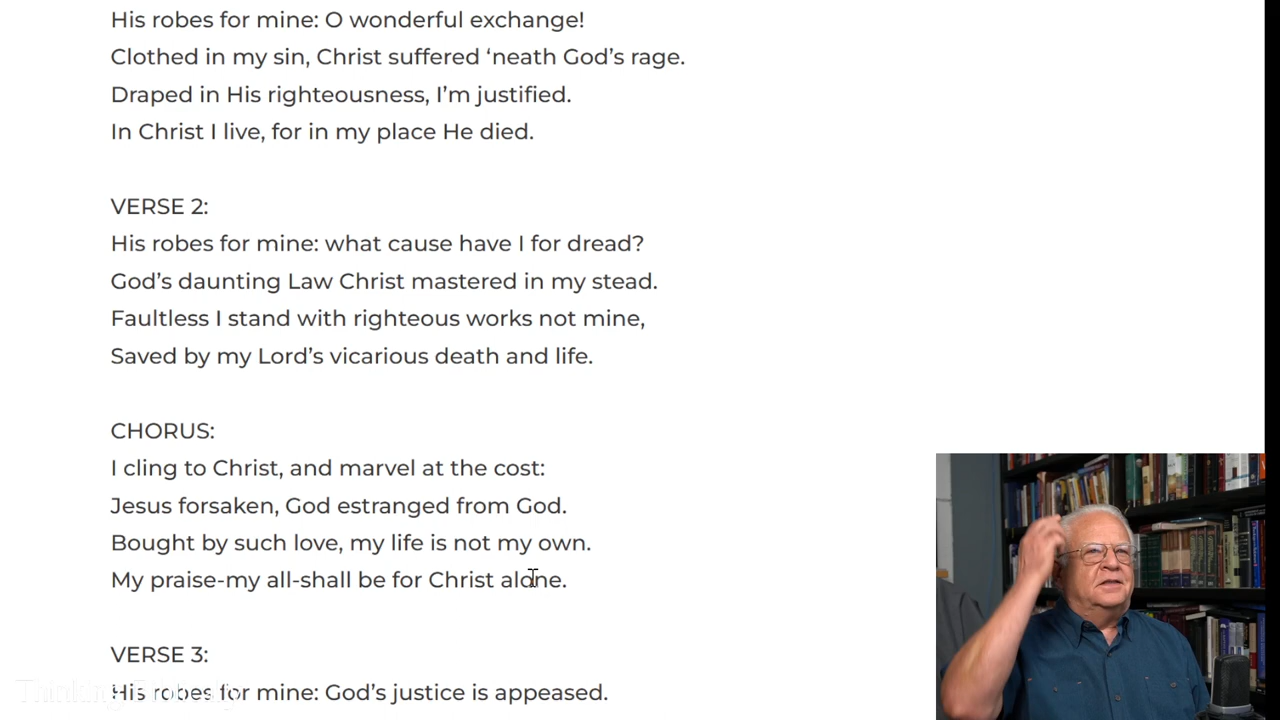 His robes for mine: O wonderful exchange!
Clothed in my sin, Christ suffered ‘neath God’s rage.
Draped in His righteousness, I’m justified.
In Christ I live, for in my place He died.
VERSE 2:
His robes for mine: what cause have I for dread?
God’s daunting Law Christ mastered in my stead.
Faultless I stand with righteous works not mine,
Saved by my Lord’s vicarious death and life.
CHORUS:
I cling to Christ, and marvel at the cost:
Jesus forsaken, God estranged from God.
Bought by such love, my life is not my own.
My praise-my all-shall be for Christ alone.
VERSE 3:
His robes for mine: God’s justice is appeased.
Thinking